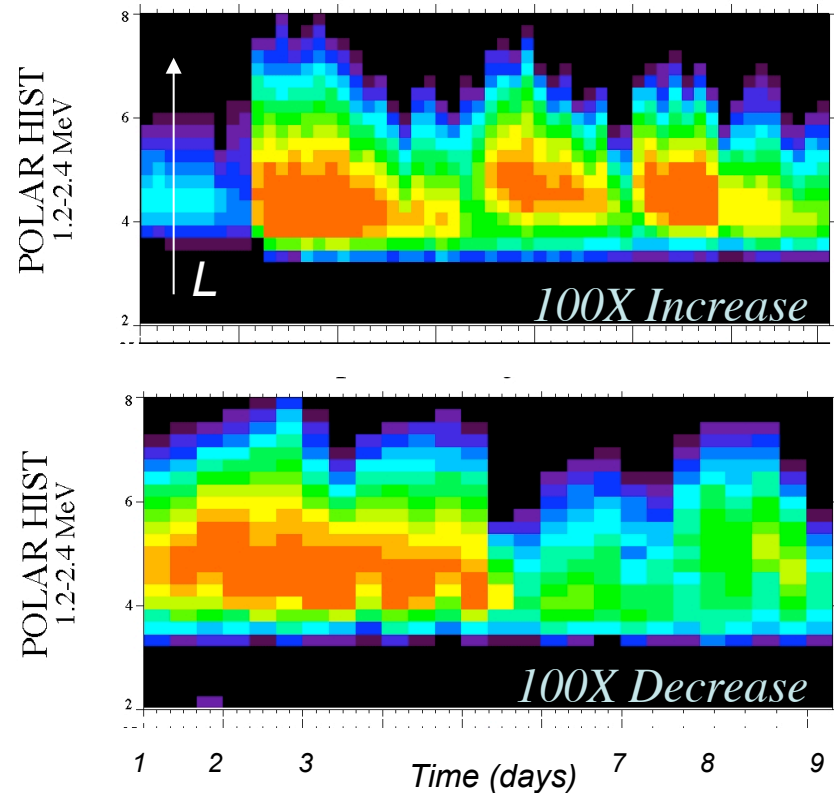 8
6
4
2
POLAR HIST
1.2-2.4 MeV
L
100X Increase
8
6
4
2
POLAR HIST
1.2-2.4 MeV
100X Decrease
1 2 3 7 8 9
Time (days)